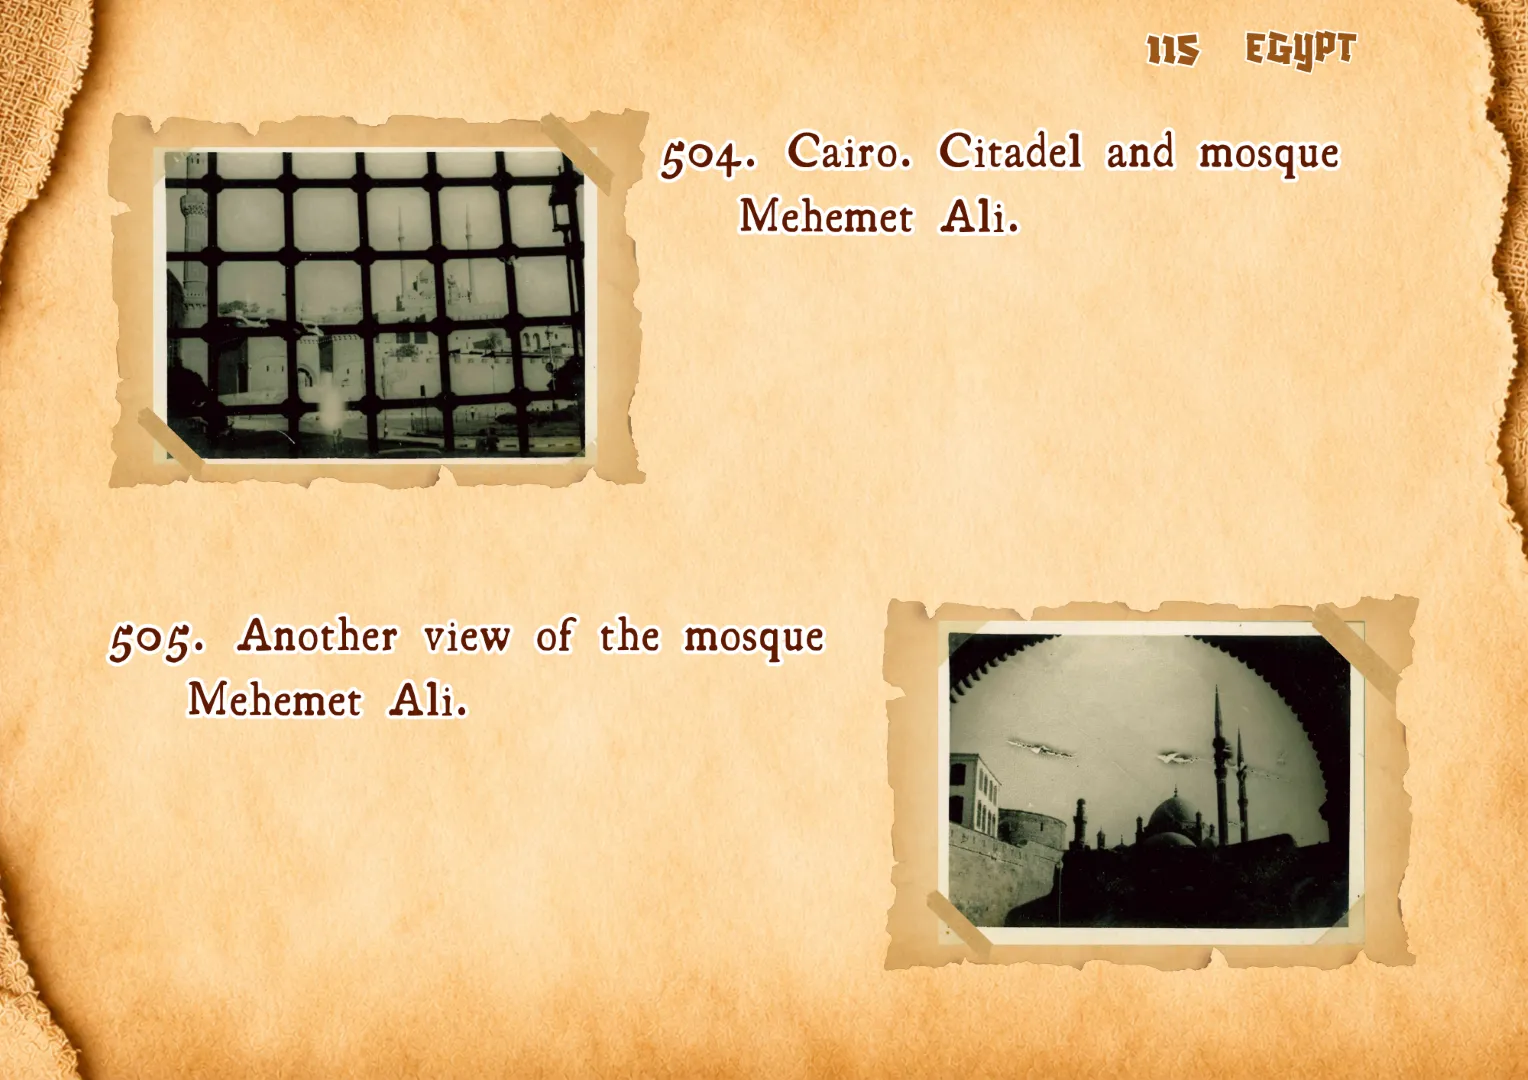 115 EGYPT
504. Cairo. Citadel and mosque
Mehemet Ali.
505. Another view of the mosque
Mehemet Ali.